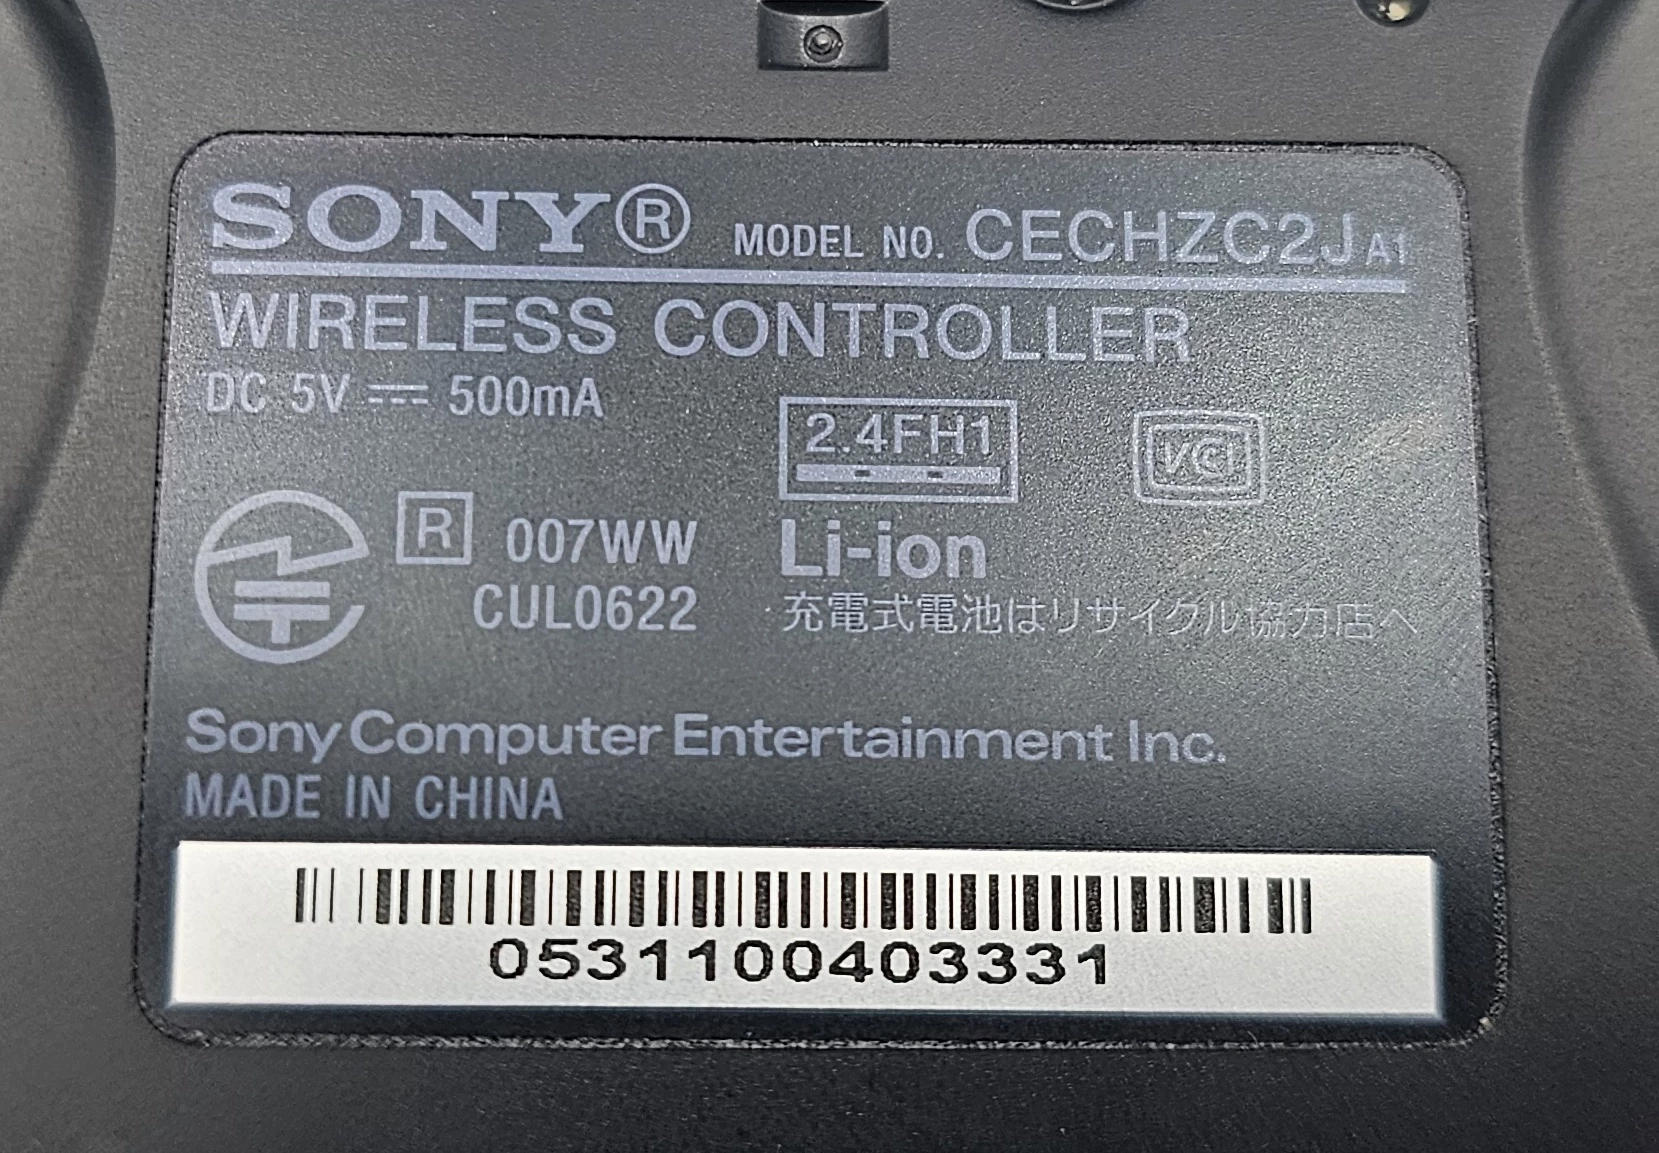 SONY® MODEL NO. CECHZC2J A1
WIRELESS CONTROLLER
DC 5V ⎓ 500mA
2.4FH1
VCI
R 007WW
CUL0622
Li-ion
充電式電池はリサイクル協力店へ
Sony Computer Entertainment Inc.
MADE IN CHINA
0531100403331